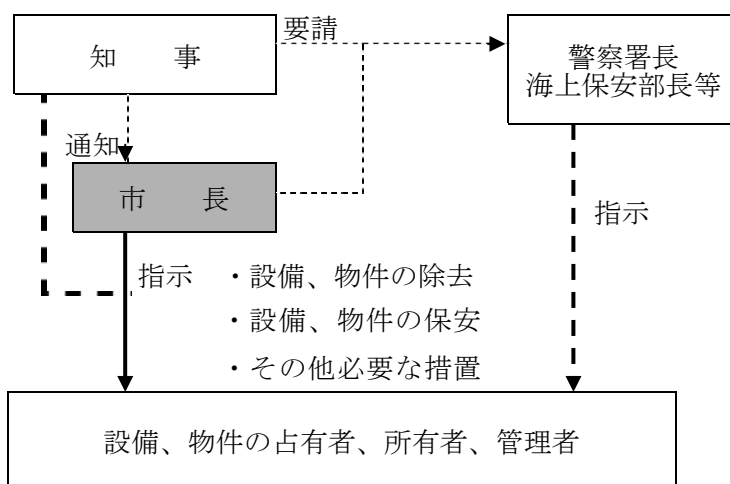 要請
知　　事
警察署長
海上保安部長等
通知
市　　長
指示
指示
・設備、物件の除去
・設備、物件の保安
・その他必要な措置
設備、物件の占有者、所有者、管理者